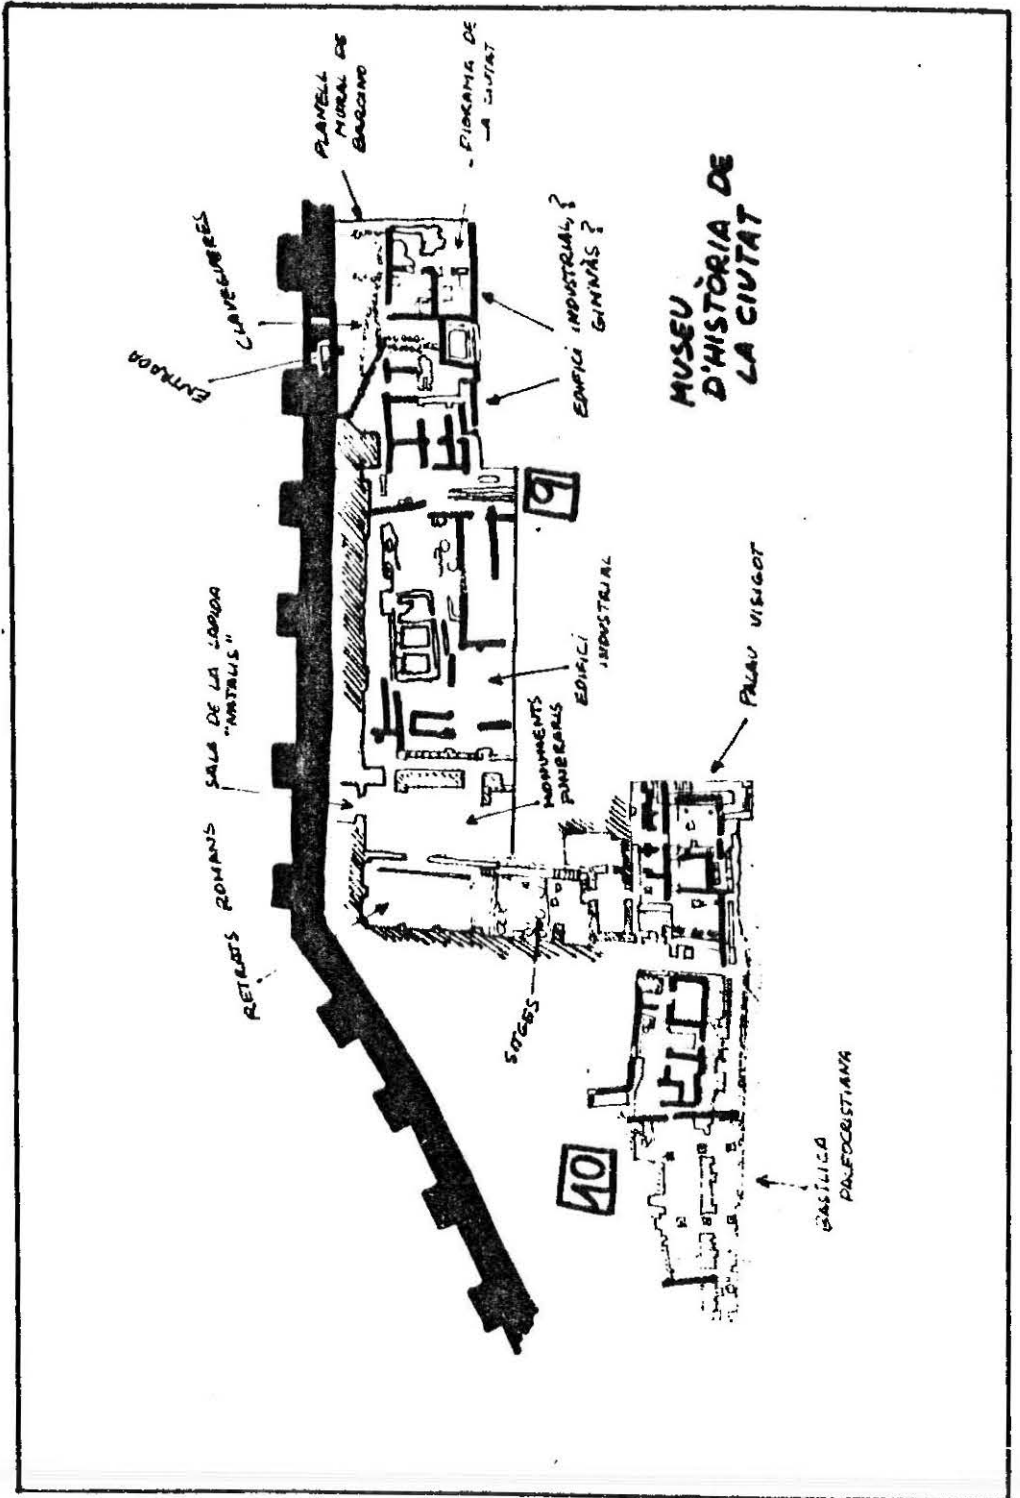 MUSEU
D'HISTÒRIA DE
LA CIUTAT
RETRATS ROMANS
SALA DE LA LÀPIDA
"NATALIS"
ENTRADA
CLAVEGUERES
PLANELL
MURAL DE
BARCINO
DIORAMA DE
LA CIUTAT
EDIFICI INDUSTRIAL,?
GIMNÀS?
9
EDIFICI
INDUSTRIAL
MONUMENTS
FUNERARIS
SITGES
PALAU VISIGOT
10
BASÍLICA
PALEOCRISTIANA